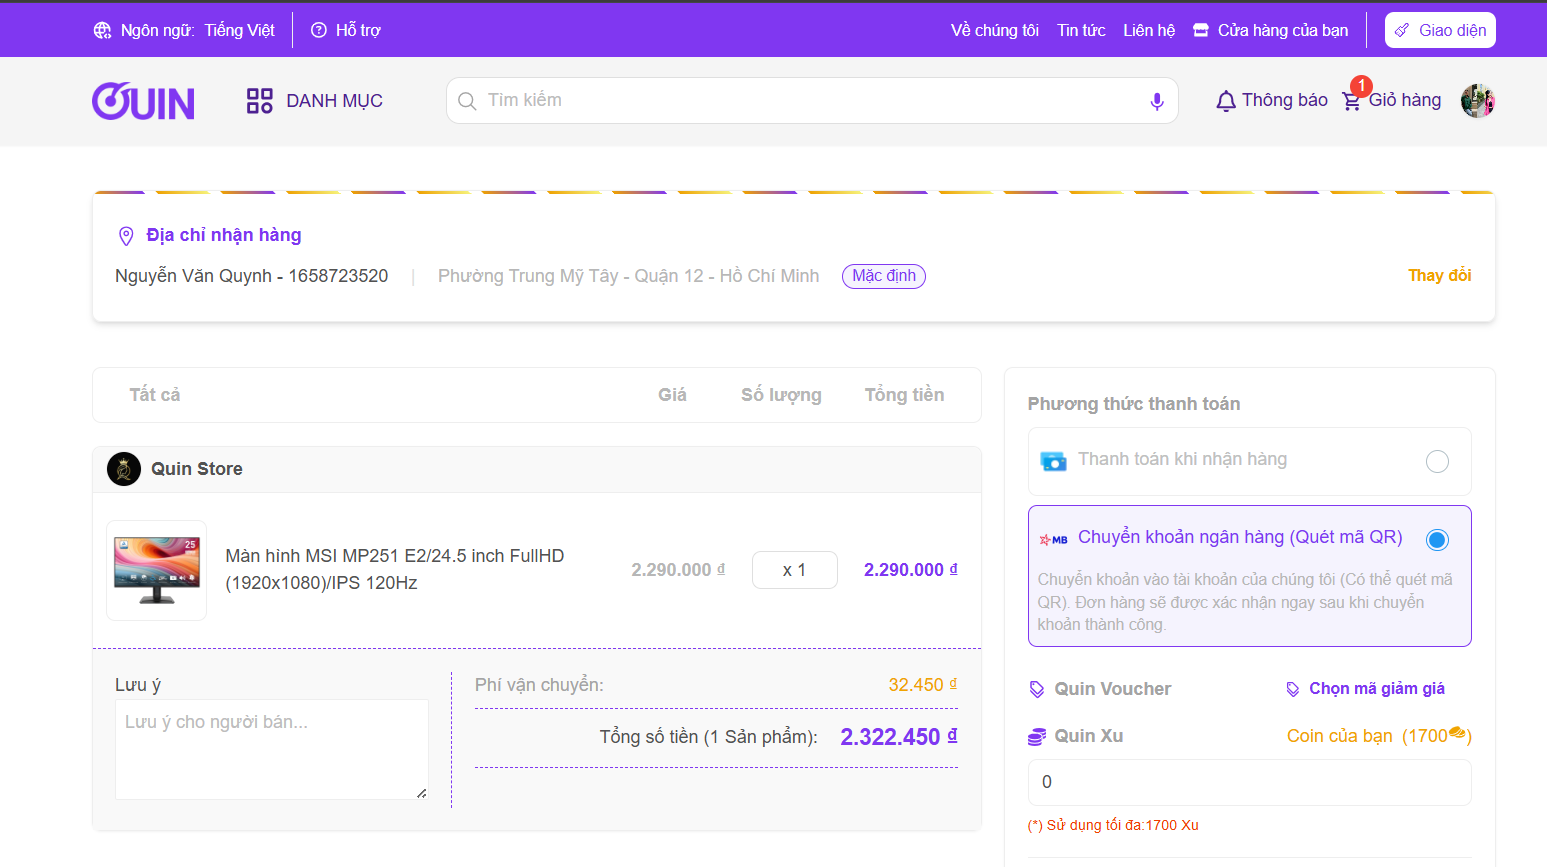 Ngôn ngữ: Tiếng Việt
Hỗ trợ
Về chúng tôi
Tin tức
Liên hệ
Cửa hàng của bạn
Giao diện
QUIN
DANH MỤC
Tìm kiếm
Thông báo
1
Giỏ hàng
Địa chỉ nhận hàng
Nguyễn Văn Quynh - 1658723520 | Phường Trung Mỹ Tây - Quận 12 - Hồ Chí Minh
Mặc định
Thay đổi
Tất cả
Giá
Số lượng
Tổng tiền
Quin Store
25
Màn hình MSI MP251 E2/24.5 inch FullHD
(1920x1080)/IPS 120Hz
2.290.000 ₫
x 1
2.290.000 ₫
Lưu ý
Lưu ý cho người bán...
Phí vận chuyển:
32.450 ₫
Tổng số tiền (1 Sản phẩm):
2.322.450 ₫
Phương thức thanh toán
Thanh toán khi nhận hàng
MB
Chuyển khoản ngân hàng (Quét mã QR)
Chuyển khoản vào tài khoản của chúng tôi (Có thể quét mã
QR). Đơn hàng sẽ được xác nhận ngay sau khi chuyển
khoản thành công.
Quin Voucher
Chọn mã giảm giá
Quin Xu
Coin của bạn (1700)
0
(*) Sử dụng tối đa:1700 Xu